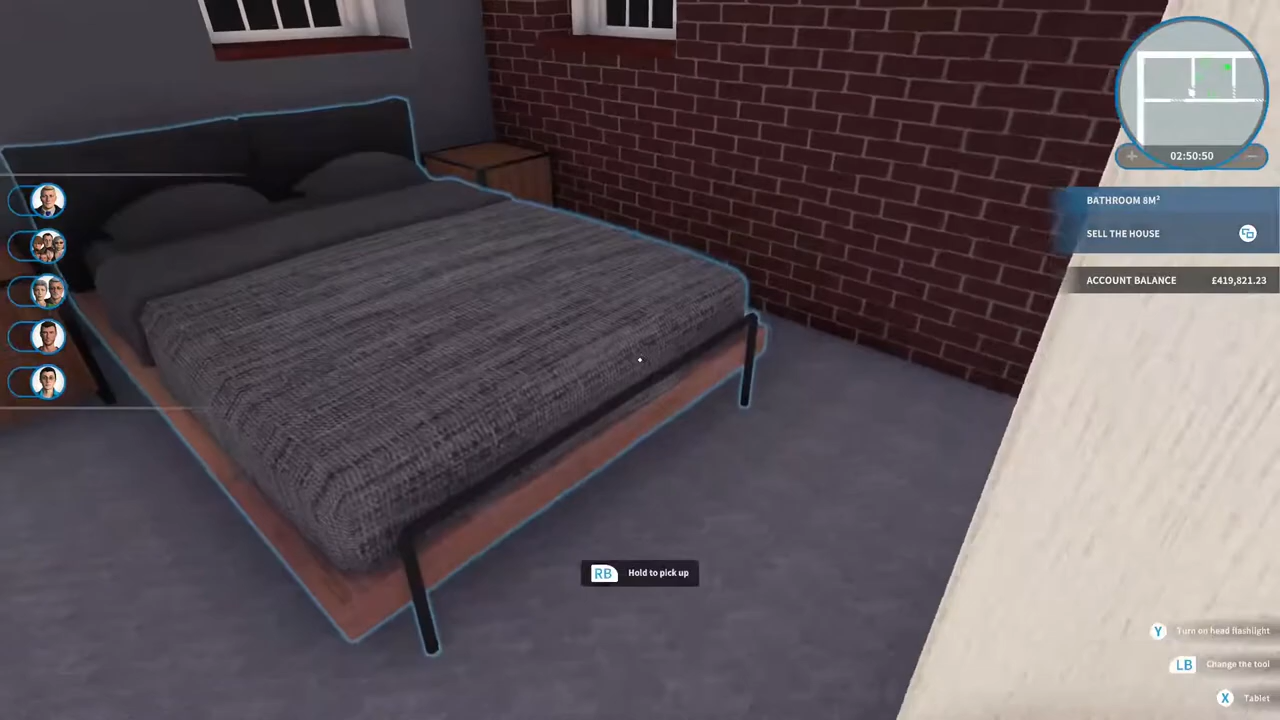 02:50:50
BATHROOM 8M²
SELL THE HOUSE
ACCOUNT BALANCE £419,821.23
RB Hold to pick up
Y Turn on head flashlight
LB Change the tool
X Tablet